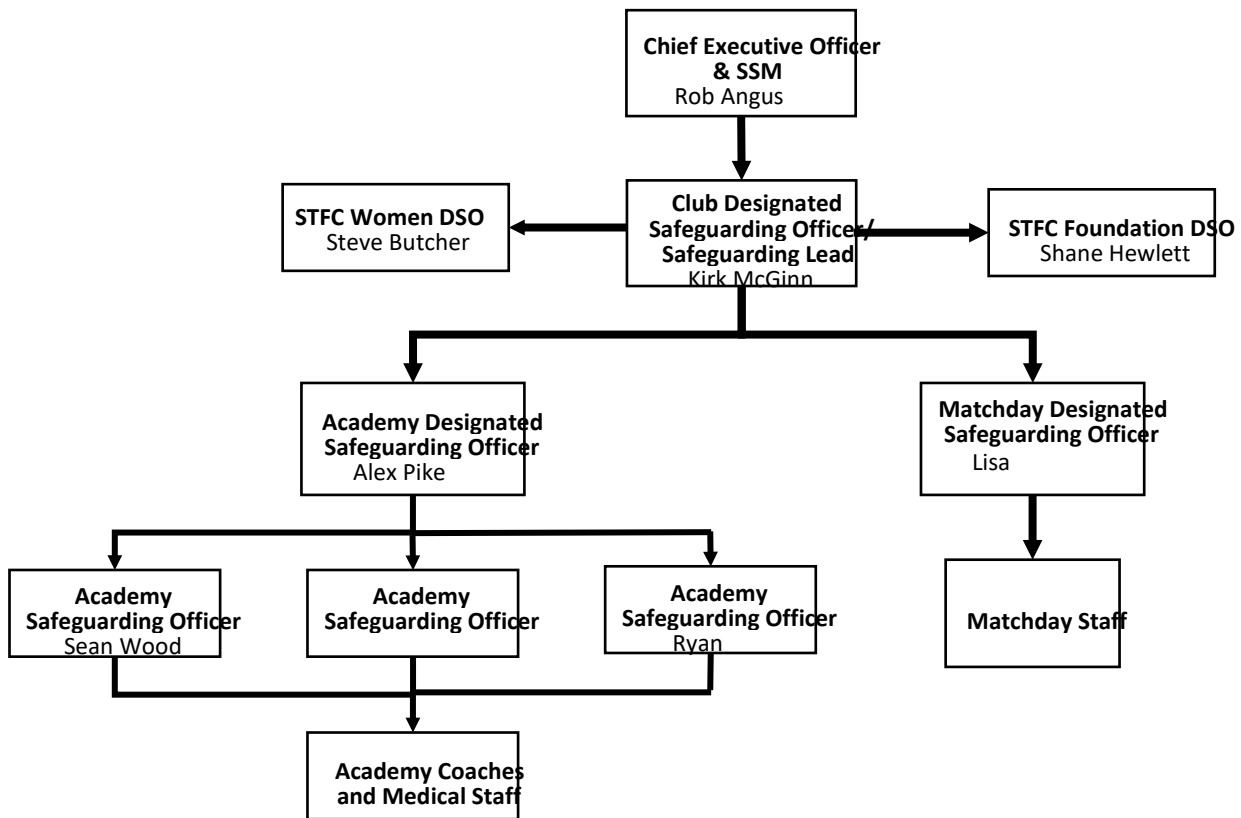 Chief Executive Officer
& SSM
Rob Angus
STFC Women DSO
Steve Butcher
Club Designated
Safeguarding Officer/
Safeguarding Lead
Kirk McGinn
STFC Foundation DSO
Shane Hewlett
Academy Designated
Safeguarding Officer
Alex Pike
Matchday Designated
Safeguarding Officer
Lisa
Academy
Safeguarding Officer
Sean Wood
Academy
Safeguarding Officer
Academy
Safeguarding Officer
Ryan
Matchday Staff
Academy Coaches
and Medical Staff